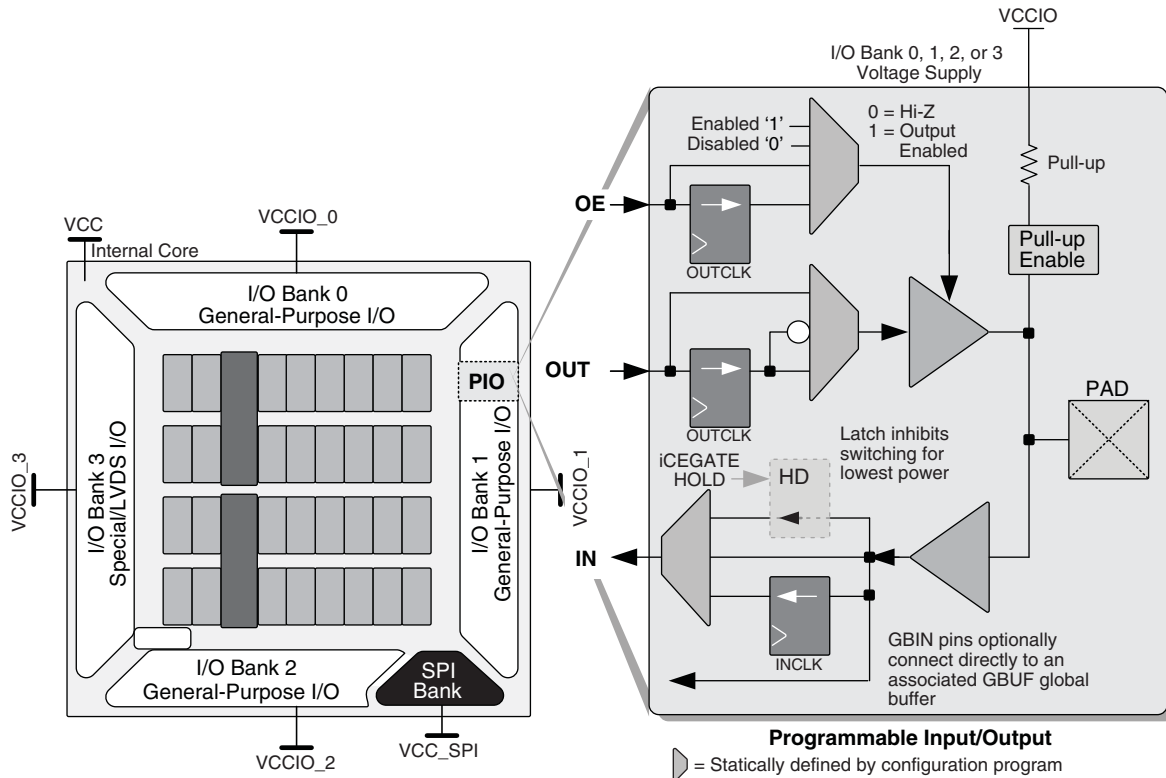 VCCIO
I/O Bank 0, 1, 2, or 3
Voltage Supply
Enabled ‘1’
Disabled ‘0’
0 = Hi-Z
1 = Output
Enabled
Pull-up
OE
OUTCLK
Pull-up
Enable
OUT
OUTCLK
PAD
Latch inhibits
switching for
lowest power
iCEGATE
HOLD
HD
IN
INCLK
GBIN pins optionally
connect directly to an
associated GBUF global
buffer
Programmable Input/Output
= Statically defined by configuration program
VCC
Internal Core
VCCIO_0
I/O Bank 0
General-Purpose I/O
PIO
I/O Bank 1
General-Purpose I/O
VCCIO_1
VCCIO_3
I/O Bank 3
Special/LVDS I/O
I/O Bank 2
General-Purpose I/O
SPI
Bank
VCCIO_2
VCC_SPI